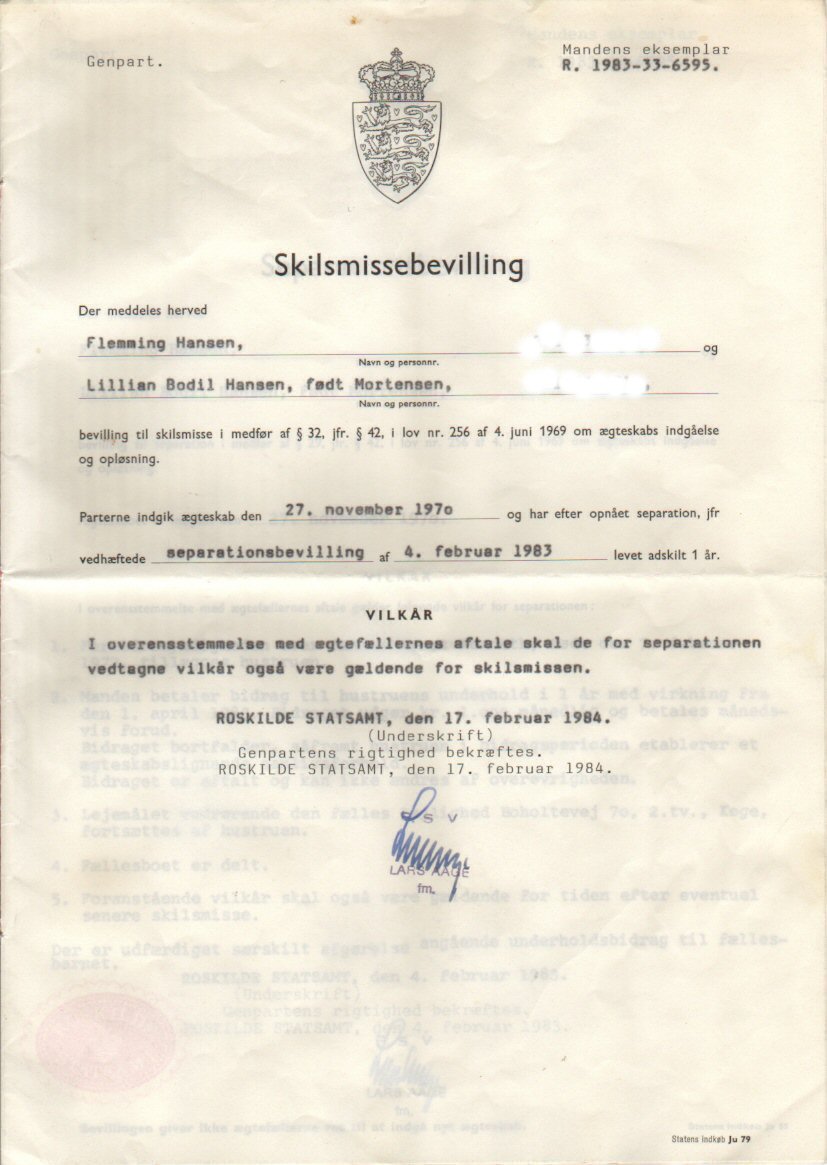 Genpart.
Mandens eksemplar
R. 1983-33-6595.
Skilsmissebevilling
Der meddeles herved
Flemming Hansen, og
Navn og personnr.
Lillian Bodil Hansen, født Mortensen, ,
Navn og personnr.
bevilling til skilsmisse i medfør af § 32, jfr. § 42, i lov nr. 256 af 4. juni 1969 om ægteskabs indgåelse
og opløsning.
Parterne indgik ægteskab den 27. november 1970 og har efter opnået separation, jfr
vedhæftede separationsbevilling af 4. februar 1983 levet adskilt 1 år.
VILKÅR
I overensstemmelse med ægtefællernes aftale skal de for separationen
vedtagne vilkår også være gældende for skilsmissen.
ROSKILDE STATSAMT, den 17. februar 1984.
(Underskrift)
Genpartens rigtighed bekræftes.
ROSKILDE STATSAMT, den 17. februar 1984.
LARS AAGE
fm.
Statens Indkøb Ju 79